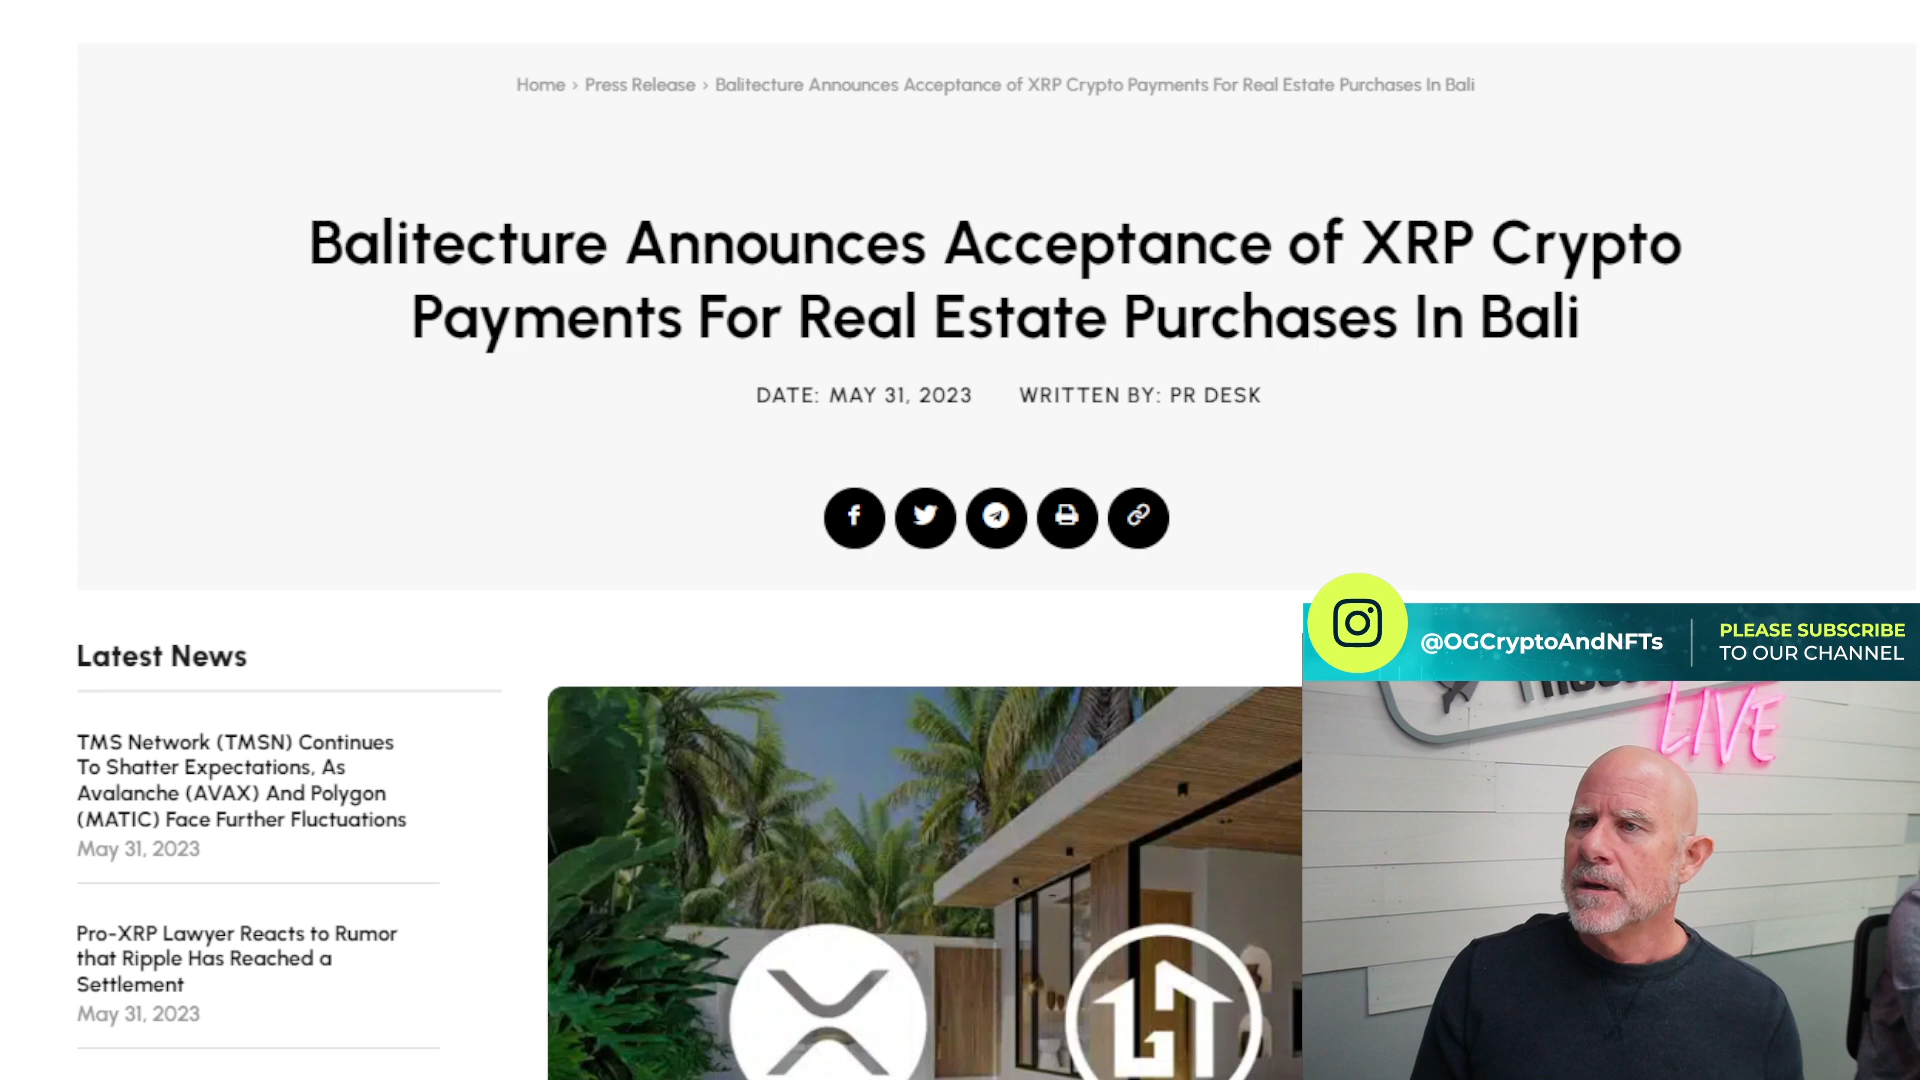 Home › Press Release › Balitecture Announces Acceptance of XRP Crypto Payments For Real Estate Purchases In Bali
Balitecture Announces Acceptance of XRP Crypto
Payments For Real Estate Purchases In Bali
DATE: MAY 31, 2023 WRITTEN BY: PR DESK
Latest News
TMS Network (TMSN) Continues
To Shatter Expectations, As
Avalanche (AVAX) And Polygon
(MATIC) Face Further Fluctuations
May 31, 2023
Pro-XRP Lawyer Reacts to Rumor
that Ripple Has Reached a
Settlement
May 31, 2023
@OGCryptoAndNFTs
PLEASE SUBSCRIBE
TO OUR CHANNEL
LIVE